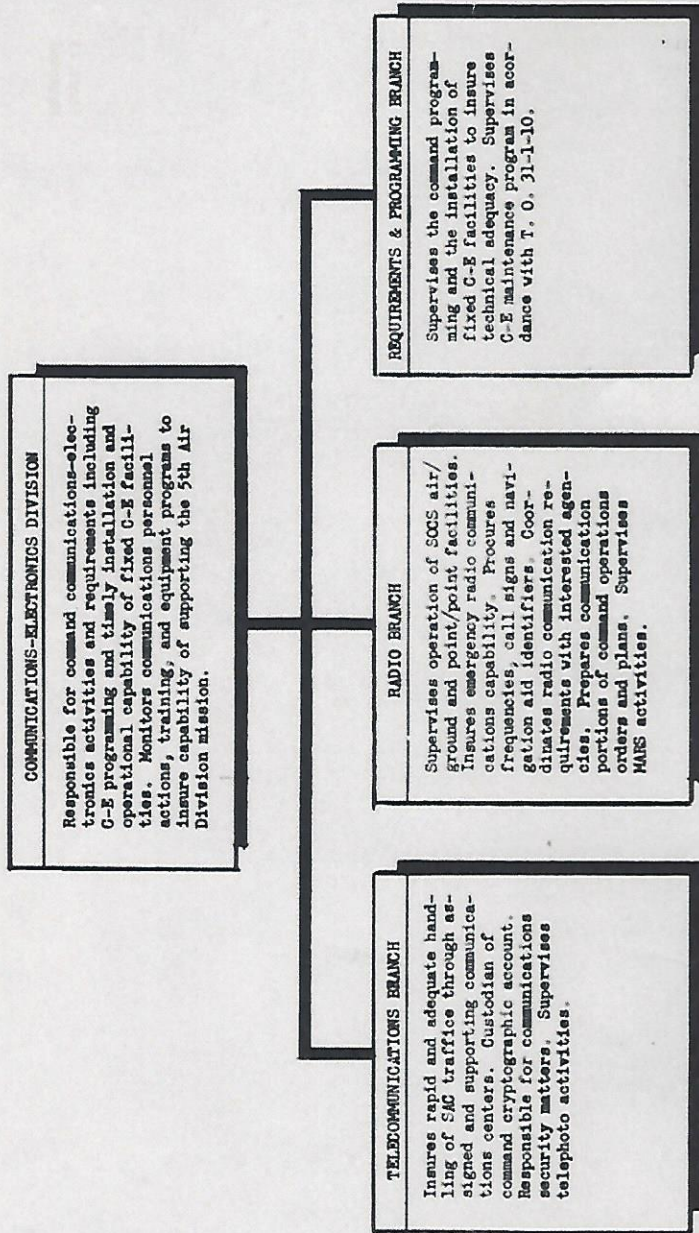 COMMUNICATIONS-ELECTRONICS DIVISION
Responsible for command communications-elec-
tronics activities and requirements including
C-E programming and timely installation and
operational capability of fixed C-E facili-
ties. Monitors communications personnel
actions, training, and equipment programs to
insure capability of supporting the 5th Air
Division mission.
TELECOMMUNICATIONS BRANCH
Insures rapid and adequate hand-
ling of SAC traffice through as-
signed and supporting communica-
tions centers. Custodian of
command cryptographic account.
Responsible for communications
security matters. Supervises
telephoto activities.
RADIO BRANCH
Supervises operation of SOCS air/
ground and point/point facilities.
Insures emergency radio communi-
cations capability. Procures
frequencies, call signs and navi-
gation aid identifiers. Coor-
dinates radio communication re-
quirements with interested agen-
cies. Prepares communication
portions of command operations
orders and plans. Supervises
MARS activities.
REQUIREMENTS & PROGRAMMING BRANCH
Supervises the command program-
ming and the installation of
fixed C-E facilities to insure
technical adequacy. Supervises
C-E maintenance program in acor-
dance with T. O. 31-1-10.